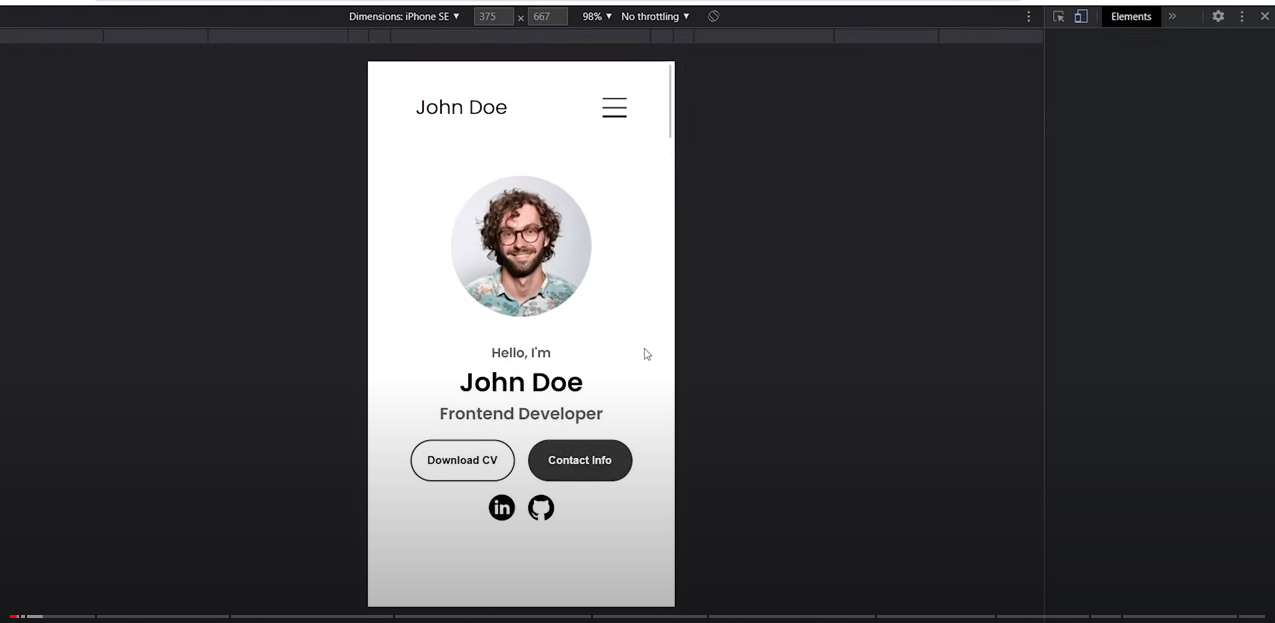 Dimensions: iPhone SE ▼ 375 × 667 98% ▼ No throttling ▼ Elements »
John Doe
Hello, I'm
John Doe
Frontend Developer
Download CV Contact Info
in